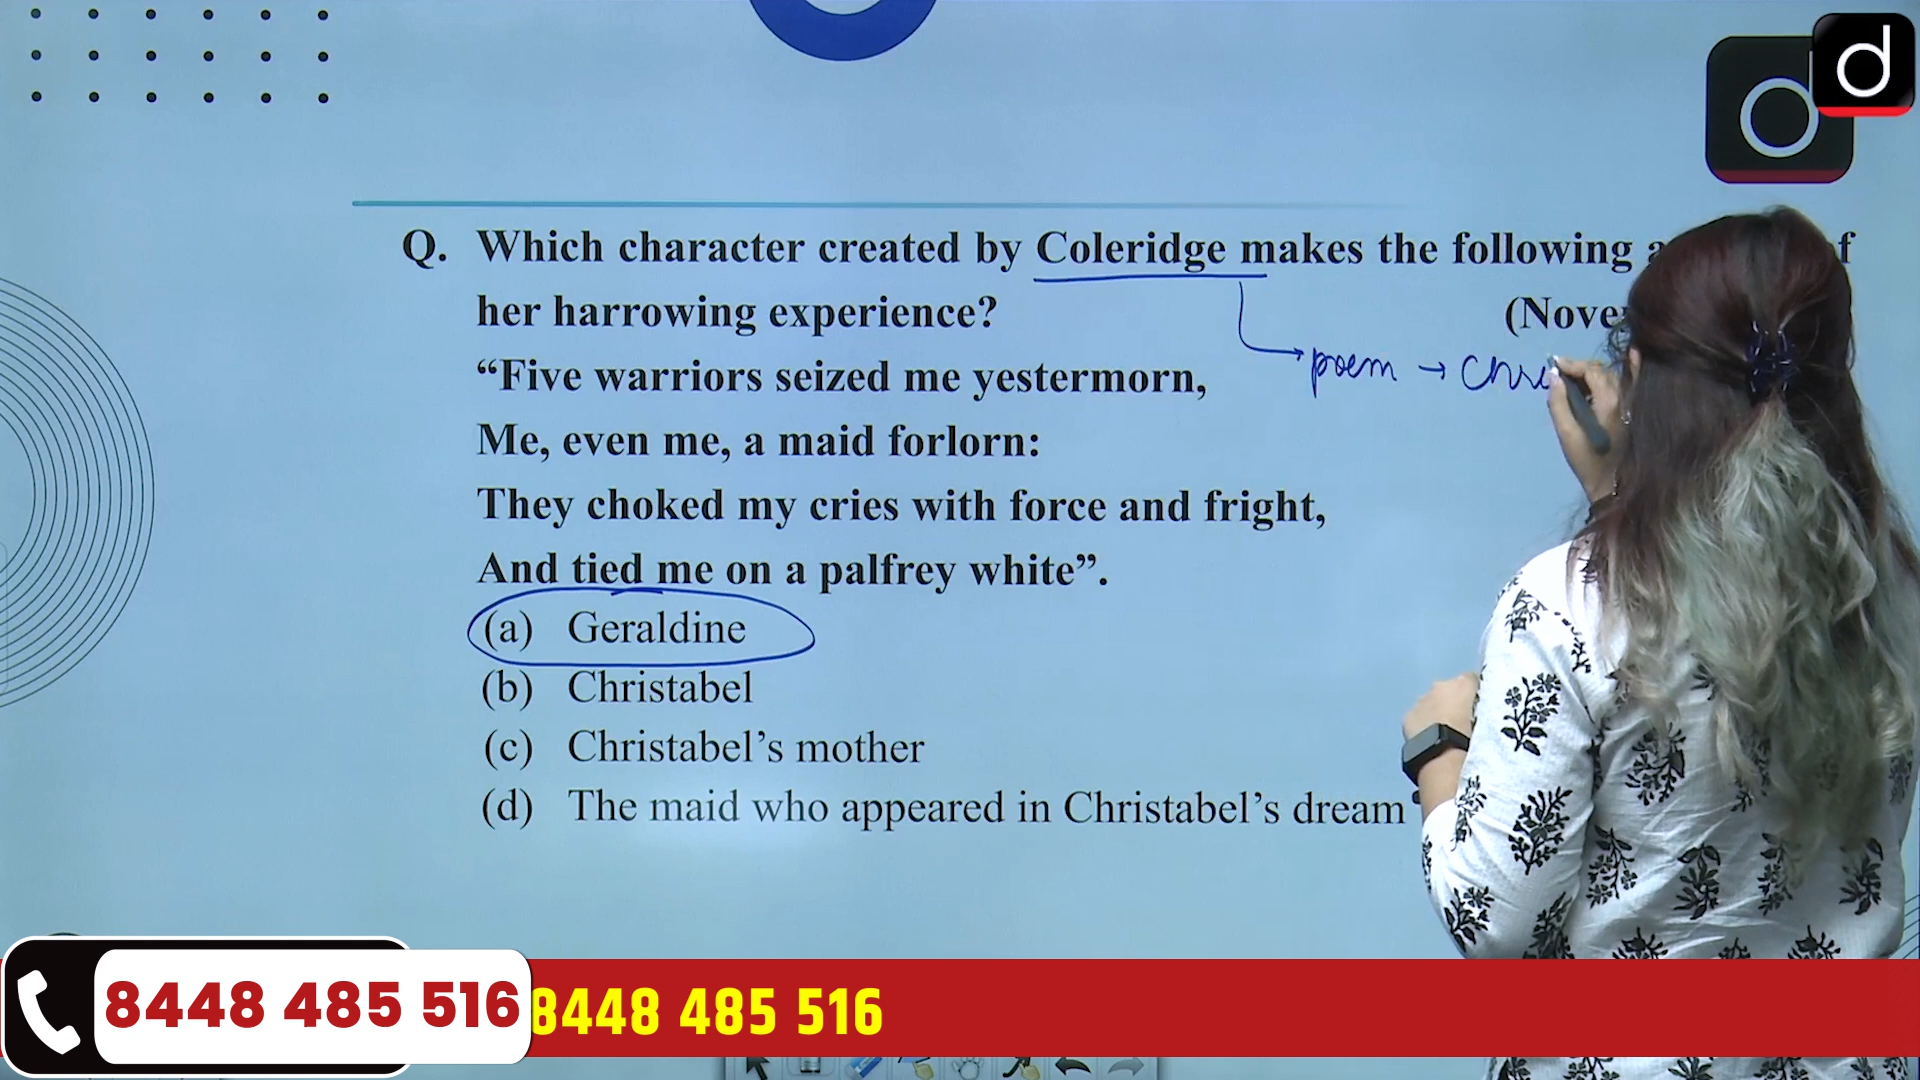 d
Q. Which character created by Coleridge makes the following
her harrowing experience?
poem → Chri
“Five warriors seized me yestermorn,
Me, even me, a maid forlorn:
They choked my cries with force and fright,
And tied me on a palfrey white”.
(a) Geraldine
(b) Christabel
(c) Christabel’s mother
(d) The maid who appeared in Christabel’s dream
8448 485 516
8448 485 516